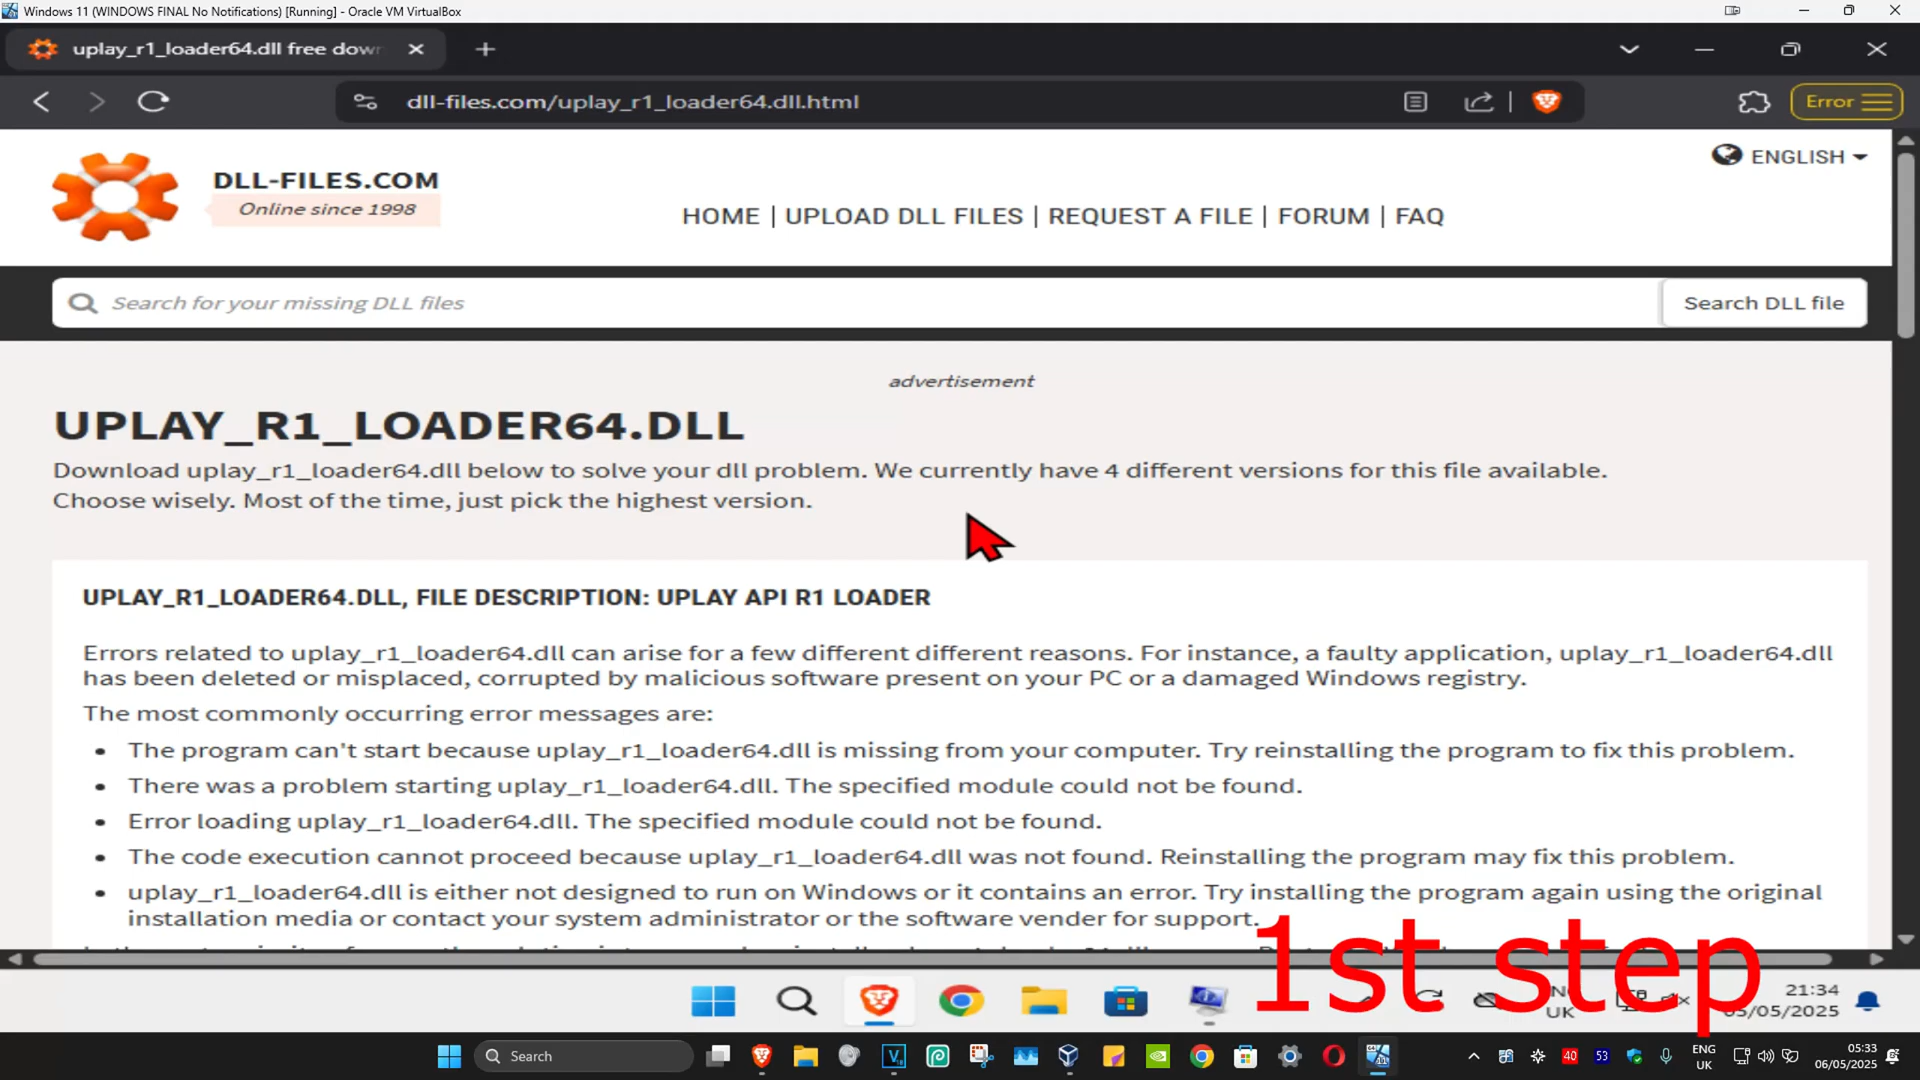 Windows 11 (WINDOWS FINAL No Notifications) [Running] - Oracle VM VirtualBox
uplay_r1_loader64.dll free dow
dll-files.com/uplay_r1_loader64.dll.html
Error
DLL-FILES.COM
Online since 1998
ENGLISH
HOME | UPLOAD DLL FILES | REQUEST A FILE | FORUM | FAQ
Search for your missing DLL files
Search DLL file
advertisement
UPLAY_R1_LOADER64.DLL
Download uplay_r1_loader64.dll below to solve your dll problem. We currently have 4 different versions for this file available.
Choose wisely. Most of the time, just pick the highest version.
UPLAY_R1_LOADER64.DLL, FILE DESCRIPTION: UPLAY API R1 LOADER
Errors related to uplay_r1_loader64.dll can arise for a few different different reasons. For instance, a faulty application, uplay_r1_loader64.dll
has been deleted or misplaced, corrupted by malicious software present on your PC or a damaged Windows registry.
The most commonly occurring error messages are:
• The program can't start because uplay_r1_loader64.dll is missing from your computer. Try reinstalling the program to fix this problem.
• There was a problem starting uplay_r1_loader64.dll. The specified module could not be found.
• Error loading uplay_r1_loader64.dll. The specified module could not be found.
• The code execution cannot proceed because uplay_r1_loader64.dll was not found. Reinstalling the program may fix this problem.
• uplay_r1_loader64.dll is either not designed to run on Windows or it contains an error. Try installing the program again using the original
installation media or contact your system administrator or the software vender for support.
1st step
UK
21:34
05/05/2025
Search
40
53
ENG
UK
05:33
06/05/2025